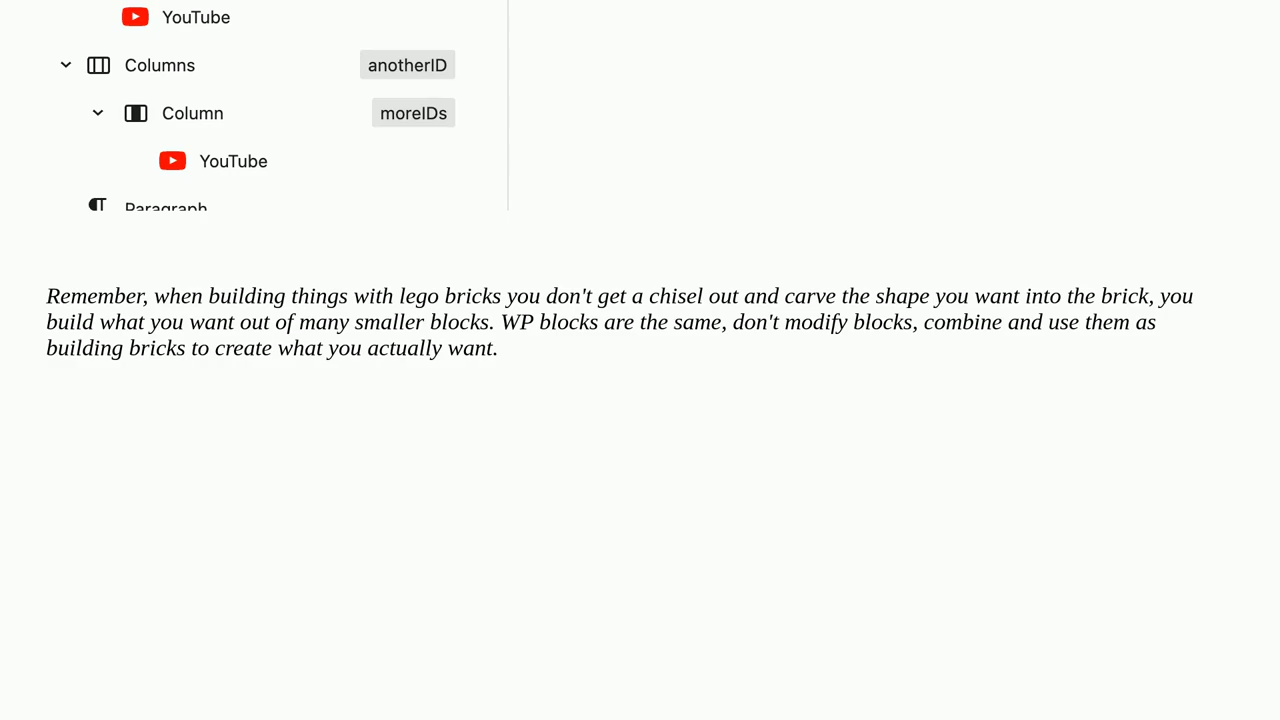 YouTube
Columns anotherID
Column moreIDs
YouTube
Paragraph
Remember, when building things with lego bricks you don't get a chisel out and carve the shape you want into the brick, you
build what you want out of many smaller blocks. WP blocks are the same, don't modify blocks, combine and use them as
building bricks to create what you actually want.